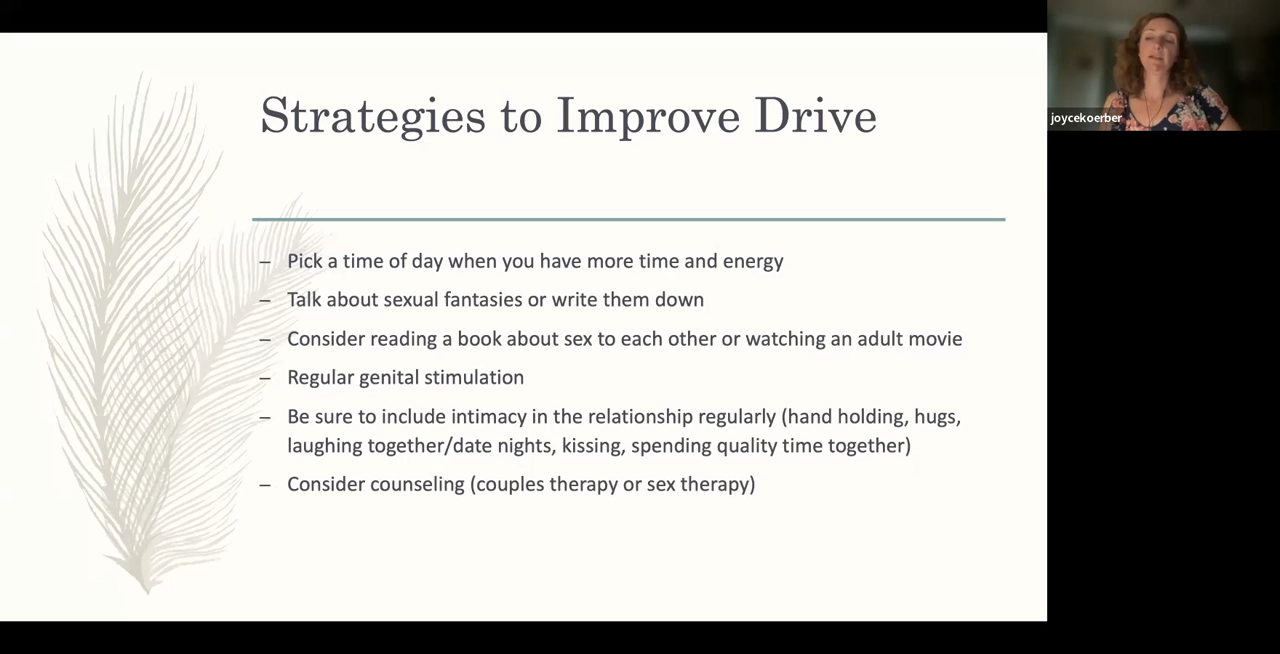 Strategies to Improve Drive
joycekoerber
– Pick a time of day when you have more time and energy
– Talk about sexual fantasies or write them down
– Consider reading a book about sex to each other or watching an adult movie
– Regular genital stimulation
– Be sure to include intimacy in the relationship regularly (hand holding, hugs,
laughing together/date nights, kissing, spending quality time together)
– Consider counseling (couples therapy or sex therapy)